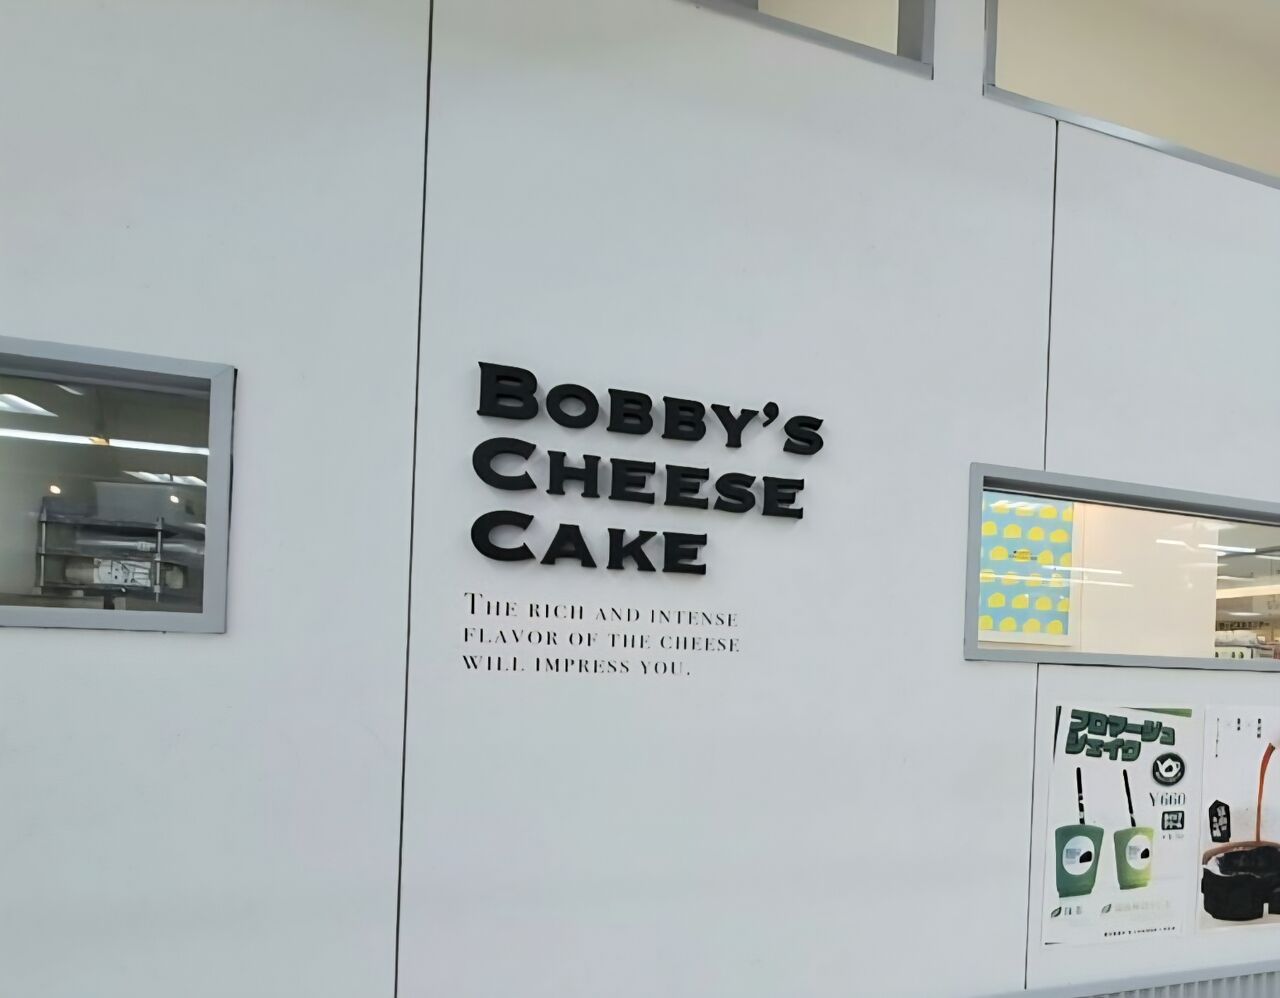 BOBBY'S
CHEESE
CAKE
THE RICH AND INTENSE
FLAVOR OF THE CHEESE
WILL IMPRESS YOU.
フロマージュ
シェイク
¥660